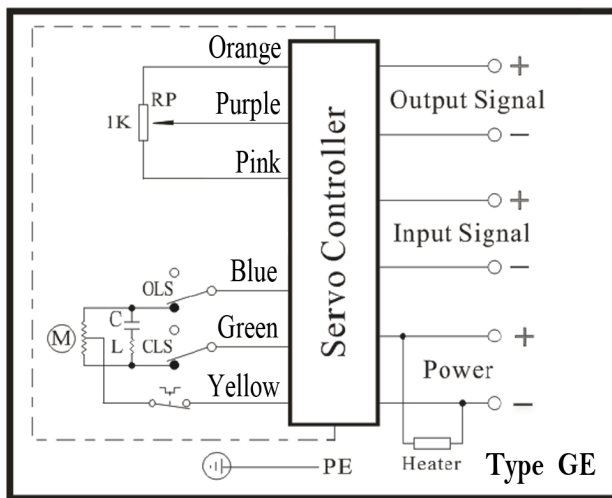 Orange
RP
1K
Purple
Pink
Servo Controller
+
Output Signal
−
+
Input Signal
−
Blue
OLS
C
M
L
CLS
Green
Yellow
+
Power
−
Heater
PE
Type GE